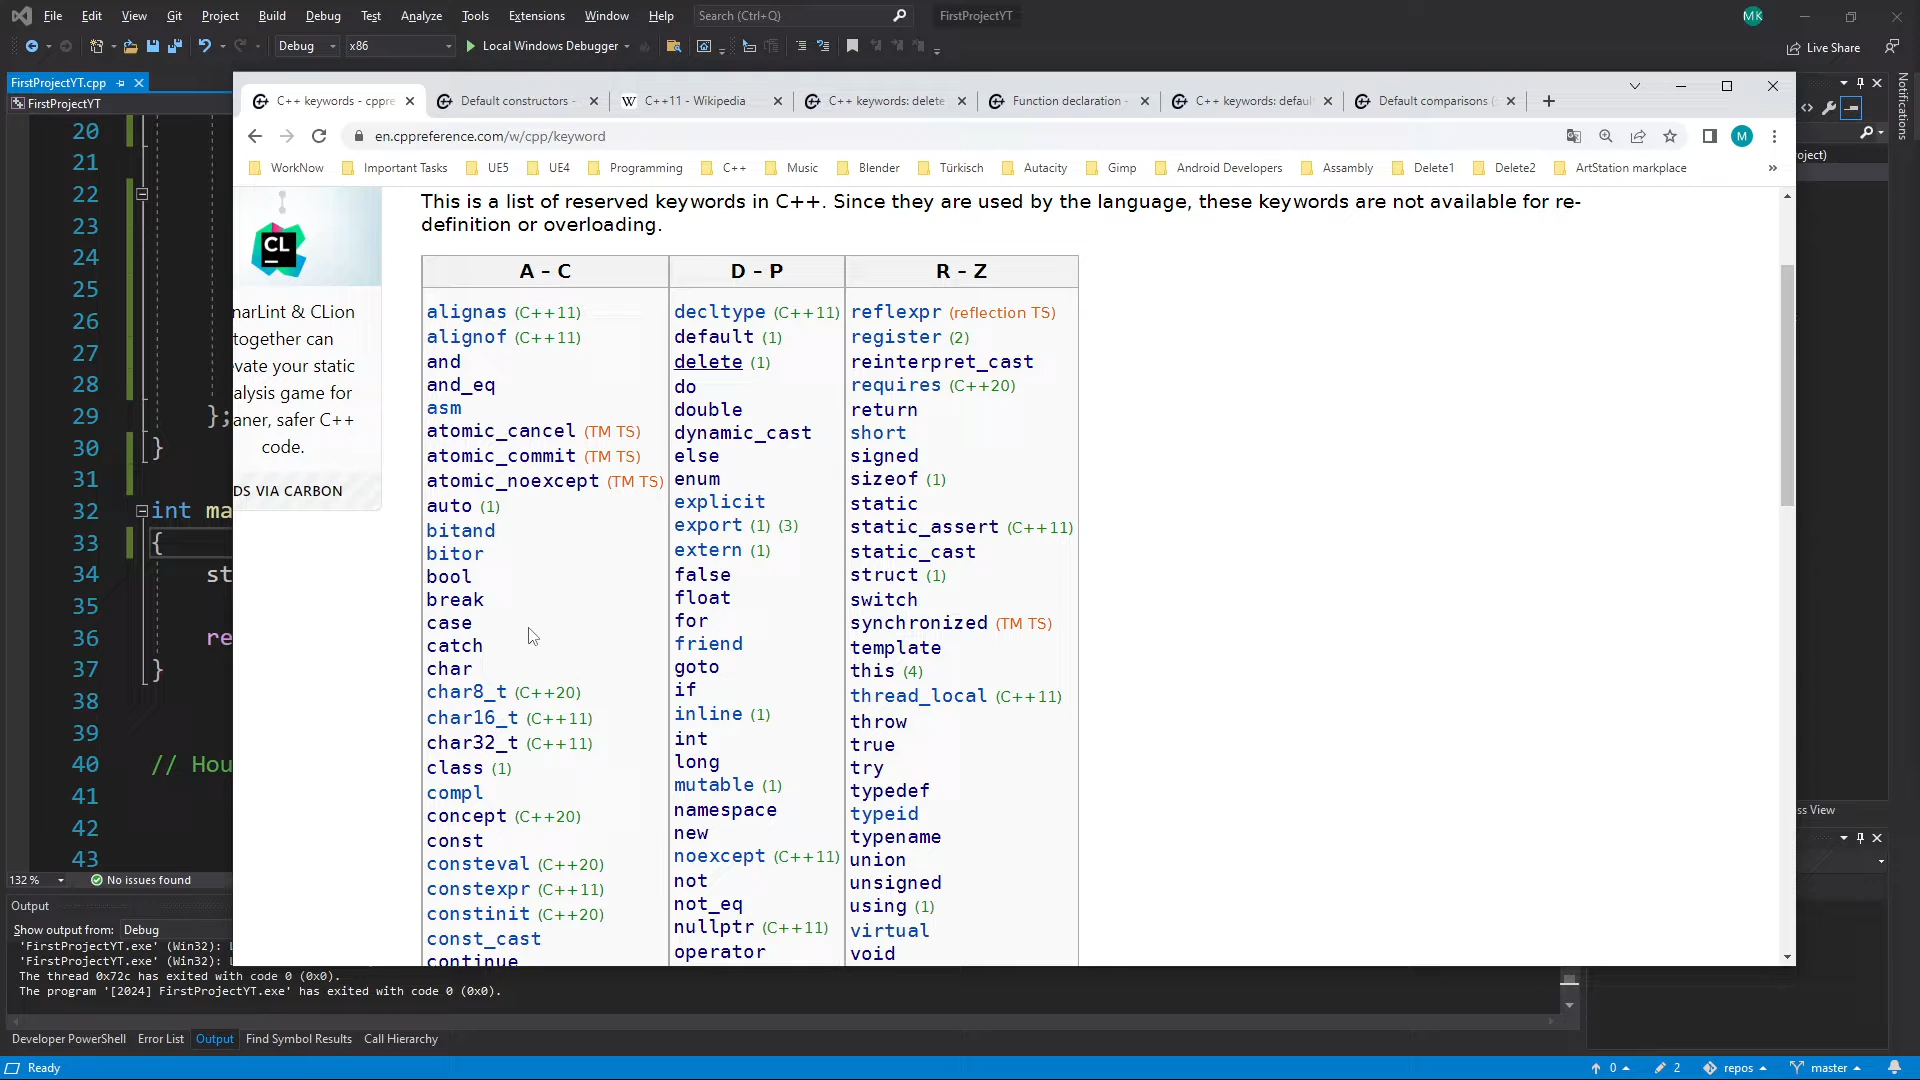 File Edit View Git Project Build Debug Test Analyze Tools Extensions Window Help Search (Ctrl+Q) FirstProjectYT MK
Debug x86 Local Windows Debugger Live Share
FirstProjectYT.cpp
FirstProjectYT
Notifications
C++ keywords - cppre
Default constructors -
W C++11 - Wikipedia
C++ keywords: delete
Function declaration -
C++ keywords: defaul
Default comparisons (
en.cppreference.com/w/cpp/keyword
M
WorkNow Important Tasks UE5 UE4 Programming C++ Music Blender Türkisch Autacity Gimp Android Developers Assambly Delete1 Delete2 ArtStation markplace »
oject)
20
21
22
23
24
25
26
27
28
29 };
30 }
31
32 int ma
33 {
34 st
35
36 re
37 }
38
39
40 // Hou
41
42
43
CL
narLint & CLion
together can
vate your static
alysis game for
aner, safer C++
code.
DS VIA CARBON
This is a list of reserved keywords in C++. Since they are used by the language, these keywords are not available for re-
definition or overloading.
A – C
alignas (C++11)
alignof (C++11)
and
and_eq
asm
atomic_cancel (TM TS)
atomic_commit (TM TS)
atomic_noexcept (TM TS)
auto (1)
bitand
bitor
bool
break
case
catch
char
char8_t (C++20)
char16_t (C++11)
char32_t (C++11)
class (1)
compl
concept (C++20)
const
consteval (C++20)
constexpr (C++11)
constinit (C++20)
const_cast
continue
D – P
decltype (C++11)
default (1)
delete (1)
do
double
dynamic_cast
else
enum
explicit
export (1) (3)
extern (1)
false
float
for
friend
goto
if
inline (1)
int
long
mutable (1)
namespace
new
noexcept (C++11)
not
not_eq
nullptr (C++11)
operator
R – Z
reflexpr (reflection TS)
register (2)
reinterpret_cast
requires (C++20)
return
short
signed
sizeof (1)
static
static_assert (C++11)
static_cast
struct (1)
switch
synchronized (TM TS)
template
this (4)
thread_local (C++11)
throw
true
try
typedef
typeid
typename
union
unsigned
using (1)
virtual
void
ss View
132 % No issues found
Output
Show output from: Debug
'FirstProjectYT.exe' (Win32): L
'FirstProjectYT.exe' (Win32): L
The thread 0x72c has exited with code 0 (0x0).
The program '[2024] FirstProjectYT.exe' has exited with code 0 (0x0).
Developer PowerShell Error List Output Find Symbol Results Call Hierarchy
Ready 0 2 repos master